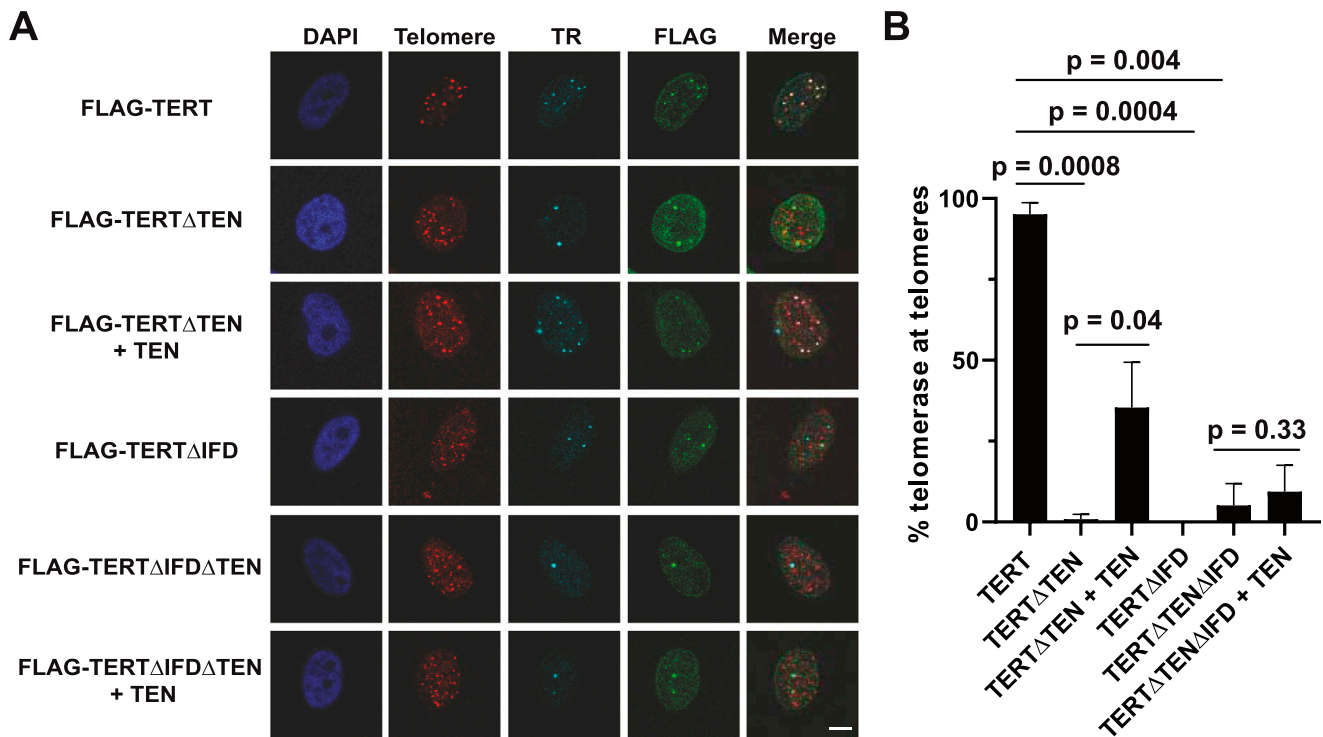 A
DAPI Telomere TR FLAG Merge
FLAG-TERT
FLAG-TERTΔTEN
FLAG-TERTΔTEN
+ TEN
FLAG-TERTΔIFD
FLAG-TERTΔIFDΔTEN
FLAG-TERTΔIFDΔTEN
+ TEN
B
p = 0.004
p = 0.0004
p = 0.0008
p = 0.04
p = 0.33
% telomerase at telomeres
100
50
0
TERT
TERTΔTEN
TERTΔTEN + TEN
TERTΔIFD
TERTΔTENΔIFD
TERTΔTENΔIFD + TEN